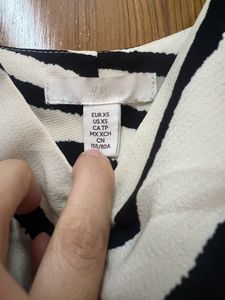 H&M
EUR XS
US XS
CA TP
MX XCH
CN
155/80A